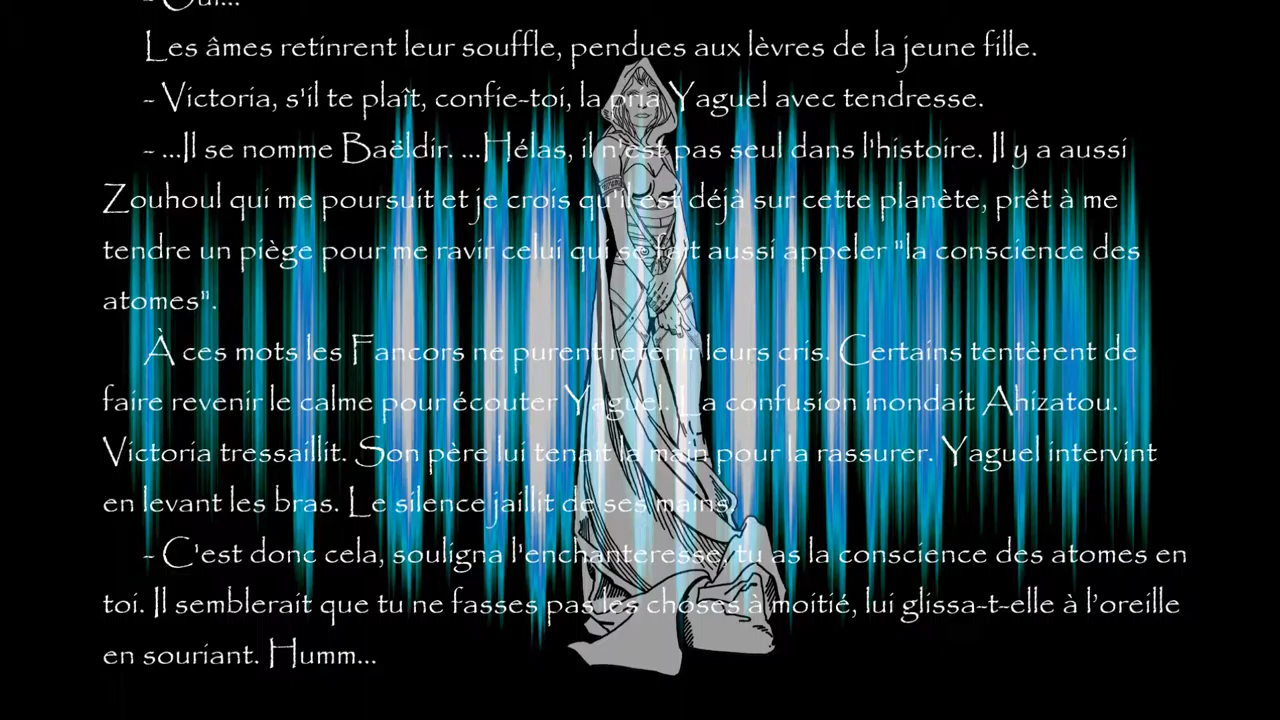 - Oui...
Les âmes retinrent leur souffle, pendues aux lèvres de la jeune fille.
- Victoria, s'il te plaît, confie-toi, la pria Yaguel avec tendresse.
- ...Il se nomme Baëldir. ...Hélas, il n'est pas seul dans l'histoire. Il y a aussi
Zouhoul qui me poursuit et je crois qu'il est déjà sur cette planète, prêt à me
tendre un piège pour me ravir celui qui se fait aussi appeler "la conscience des
atomes".
À ces mots les Fancors ne purent retenir leurs cris. Certains tentèrent de
faire revenir le calme pour écouter Yaguel. La confusion inondait Ahizatou.
Victoria tressaillit. Son père lui tenait la main pour la rassurer. Yaguel intervint
en levant les bras. Le silence jaillit de ses mains.
- C'est donc cela, souligna l'enchanteresse, tu as la conscience des atomes en
toi. Il semblerait que tu ne fasses pas les choses à moitié, lui glissa-t-elle à l’oreille
en souriant. Humm...